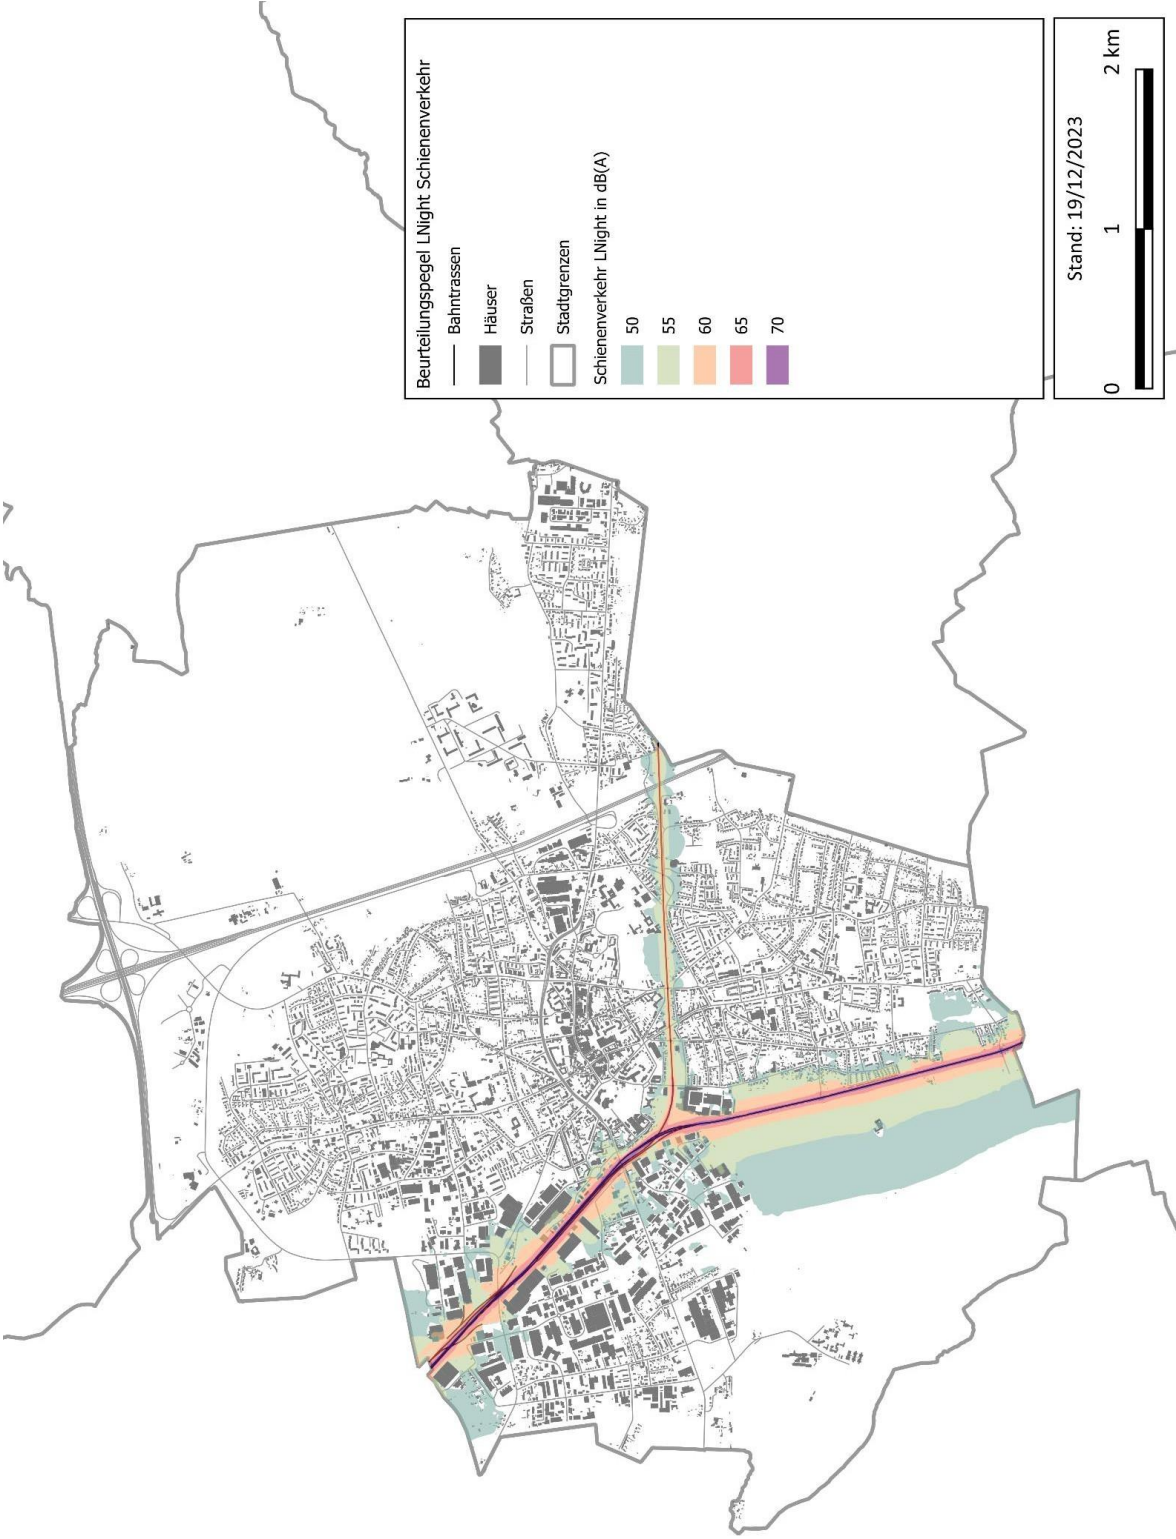 Beurteilungspegel LNight Schienenverkehr
Bahntrassen
Häuser
Straßen
Stadtgrenzen
Schienenverkehr LNight in dB(A)
50
55
60
65
70
Stand: 19/12/2023
0 1 2 km